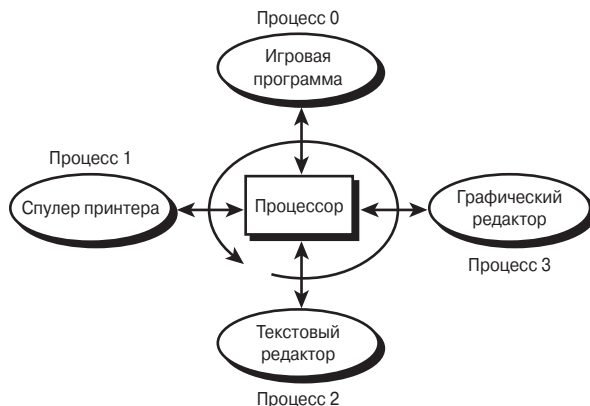 Процесс 0
Игровая
программа
Процесс 1
Спулер принтера
Процессор
Графический
редактор
Процесс 3
Текстовый
редактор
Процесс 2